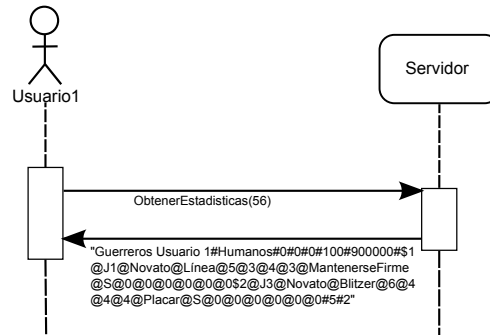 Usuario1
Servidor
ObtenerEstadisticas(56)
"Guerreros Usuario 1#Humanos#0#0#0#100#900000#$1
@J1@Novato@Línea@5@3@4@3@MantenerseFirme
@S@0@0@0@0@0@0$2@J3@Novato@Blitzer@6@4
@4@4@Placar@S@0@0@0@0@0@0#5#2"